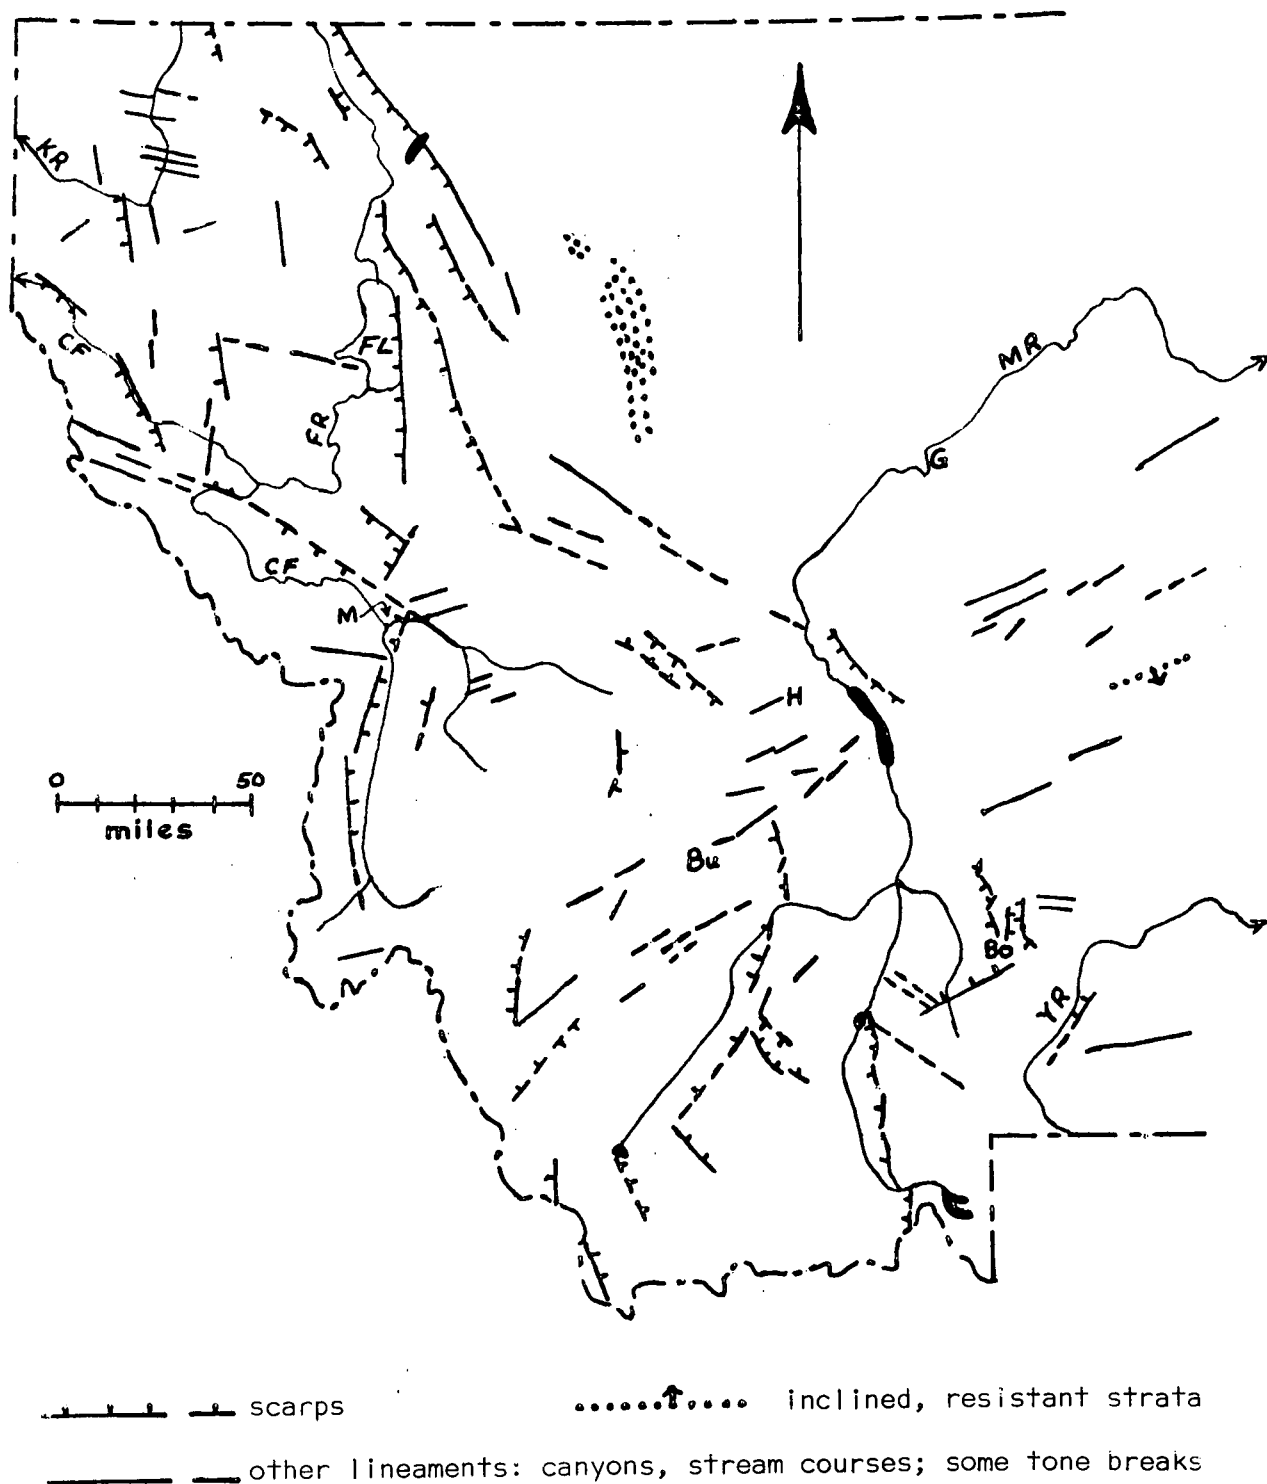 KR
CF
FL
FR
MR
G
CF
M
H
0 50
miles
Bu
Bo
YR
scarps
inclined, resistant strata
other lineaments: canyons, stream courses; some tone breaks